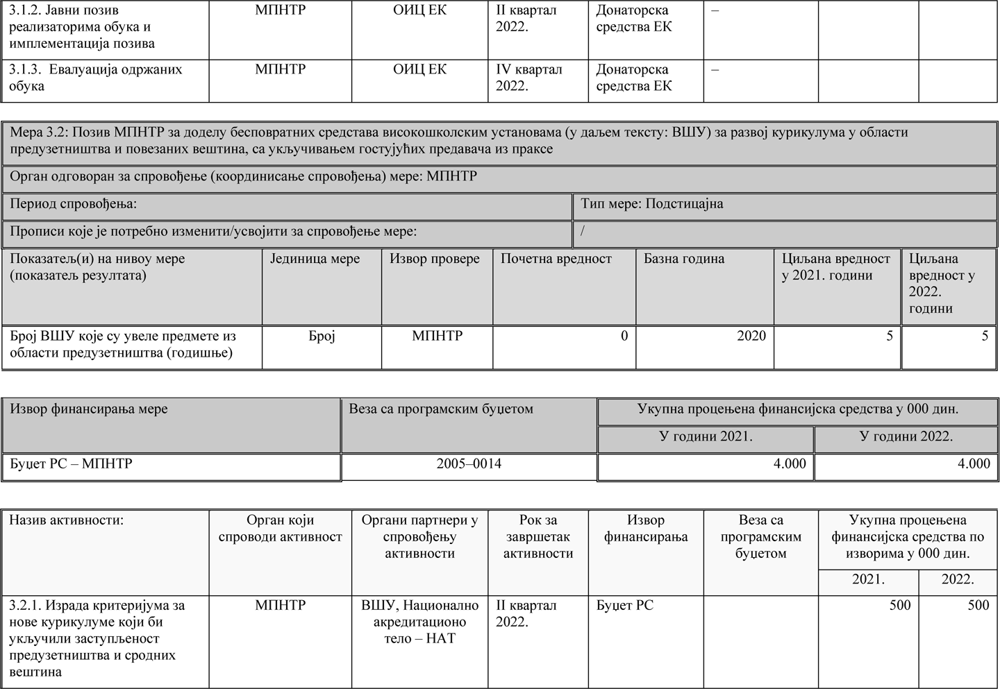 3.1.2. Јавни позив МПНТР ОИЦ ЕК II квартал Донаторска –
реализаторима обука и 2022. средства ЕК
имплементација позива
3.1.3. Евалуација одржаних МПНТР ОИЦ ЕК IV квартал Донаторска –
обука 2022. средства ЕК
Мера 3.2: Позив МПНТР за доделу бесповратних средстава високошколским установама (у даљем тексту: ВШУ) за развој курикулума у области
предузетништва и повезаних вештина, са укључивањем гостујућих предавача из праксе
Орган одговоран за спровођење (координисање спровођења) мере: МПНТР
Период спровођења: Тип мере: Подстицајна
Прописи које је потребно изменити/усвојити за спровођење мере: /
Показатељ(и) на нивоу мере Јединица мере Извор провере Почетна вредност Базна година Циљана вредност Циљана
(показатељ резултата) у 2021. години вредност у
2022.
години
Број ВШУ које су увеле предмете из Број МПНТР 0 2020 5 5
области предузетништва (годишње)
Извор финансирања мере Веза са програмским буџетом Укупна процењена финансијска средства у 000 дин.
У години 2021. У години 2022.
Буџет РС – МПНТР 2005–0014 4.000 4.000
Назив активности: Орган који Органи партнери у Рок за Извор Веза са Укупна процењена
спроводи активност спровођењу завршетак финансирања програмским финансијска средства по
активности активности буџетом изворима у 000 дин.
2021. 2022.
3.2.1. Израда критеријума за МПНТР ВШУ, Национално II квартал Буџет РС 500 500
нове курикулуме који би акредитационо 2022.
укључили заступљеност тело – НАТ
предузетништва и сродних
вештина